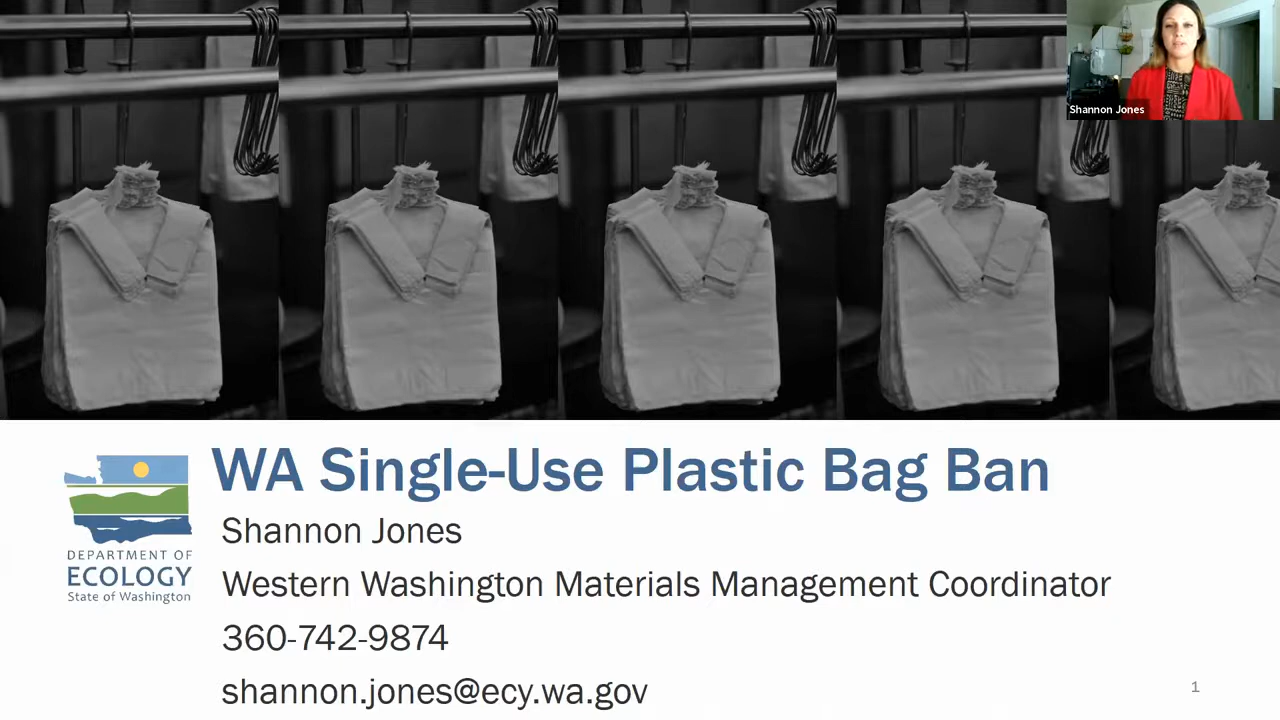 Shannon Jones
WA Single-Use Plastic Bag Ban
Shannon Jones
Western Washington Materials Management Coordinator
360-742-9874
shannon.jones@ecy.wa.gov
DEPARTMENT OF
ECOLOGY
State of Washington
1